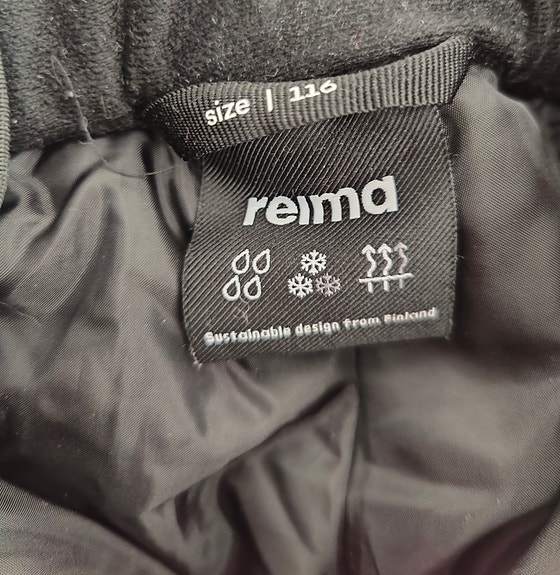 size | 116
reima
Sustainable design from Finland